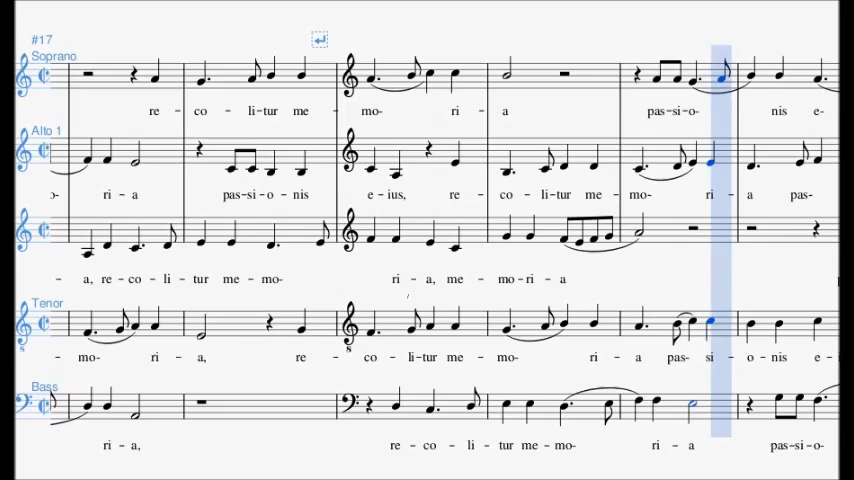 #17
Soprano
re - co - li-tur me - mo- ri - a pas-si-o- nis e-
Alto 1
o- ri - a pas-si-o-nis e-ius, re- co - li-tur me- mo- ri - a pas-
- a, re-co - li - tur me-mo- ri-a, me - mo-ri-a
Tenor
- mo- ri - a, re - co - li-tur me - mo- ri - a pas- si-o-nis e-
Bass
ri-a, re - co - li - tur me-mo- ri - a pas-si-o-